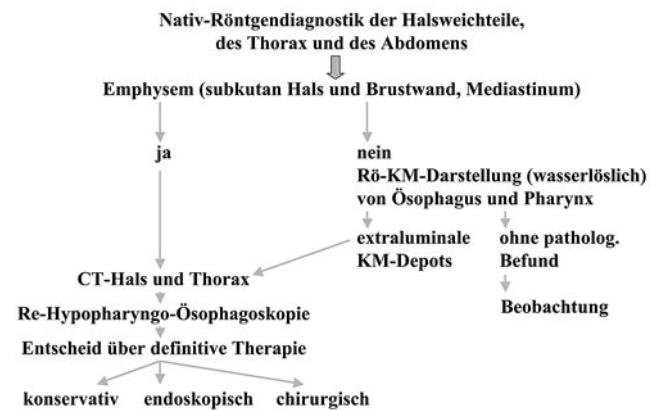 Nativ-Röntgendiagnostik der Halsweichteile,
des Thorax und des Abdomens
Emphysem (subkutan Hals und Brustwand, Mediastinum)
ja
nein
Rö-KM-Darstellung (wasserlöslich)
von Ösophagus und Pharynx
extraluminale
KM-Depots
ohne patholog.
Befund
CT-Hals und Thorax
Beobachtung
Re-Hypopharyngo-Ösophagoskopie
Entscheid über definitive Therapie
konservativ endoskopisch chirurgisch